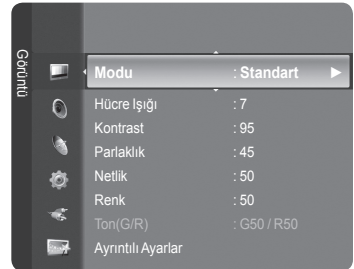 Görüntü
Modu : Standart
Hücre Işığı : 7
Kontrast : 95
Parlaklık : 45
Netlik : 50
Renk : 50
Ton(G/R) : G50 / R50
Ayrıntılı Ayarlar